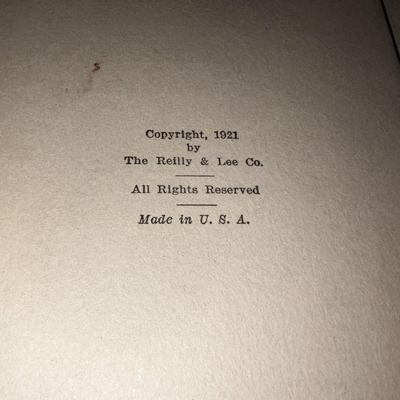 Copyright, 1921
by
The Reilly & Lee Co.
All Rights Reserved
Made in U. S. A.